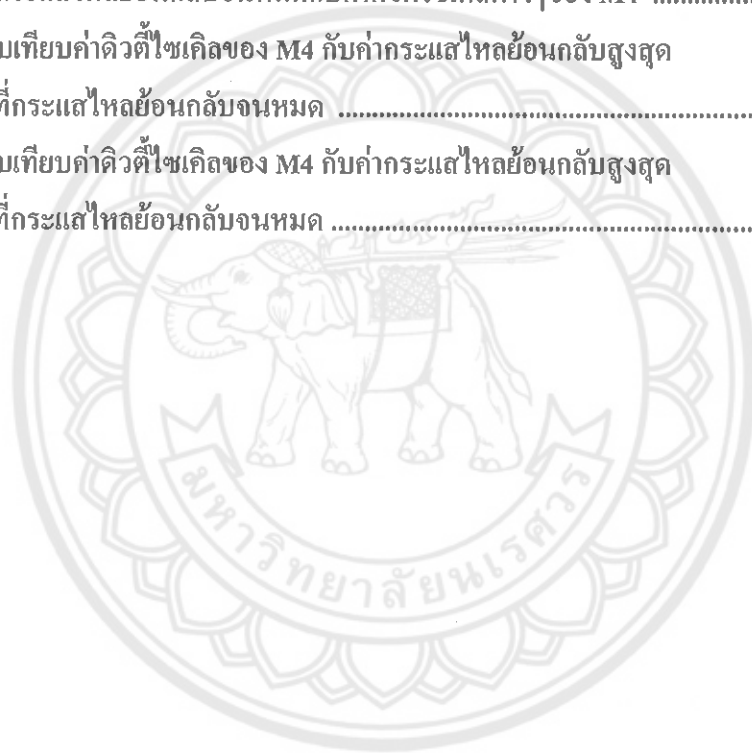 บเทียบค่าดิวตี้ไซเคิลของ M4 กับค่ากระแสไหลย้อนกลับสูงสุด
ที่กระแสไหลย้อนกลับจนหมด ................................................................
บเทียบค่าดิวตี้ไซเคิลของ M4 กับค่ากระแสไหลย้อนกลับสูงสุด
ที่กระแสไหลย้อนกลับจนหมด ................................................................
มหาวิทยาลัยนเรศวร